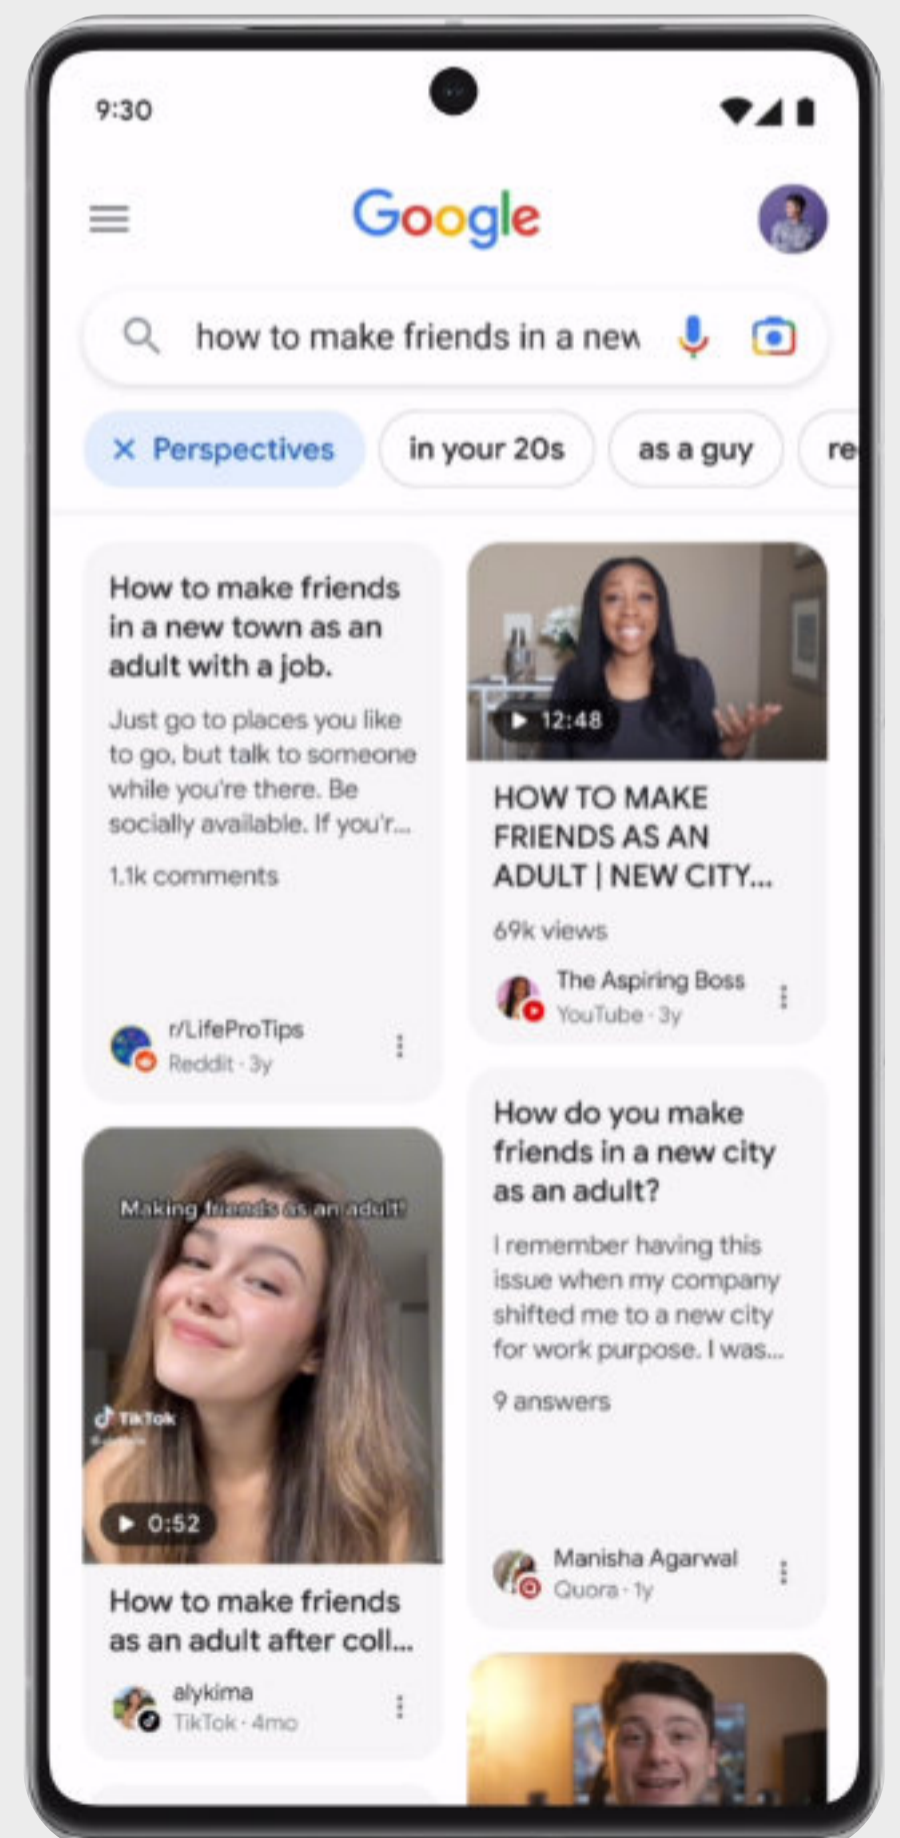 9:30
Google
how to make friends in a new
Perspectives
in your 20s
as a guy
re
How to make friends
in a new town as an
adult with a job.
Just go to places you like
to go, but talk to someone
while you're there. Be
socially available. If you'r...
1.1k comments
r/LifeProTips
Reddit · 3y
12:48
HOW TO MAKE
FRIENDS AS AN
ADULT | NEW CITY...
69k views
The Aspiring Boss
YouTube · 3y
Making friends as an adult!
TikTok
0:52
How to make friends
as an adult after coll...
alykima
TikTok · 4mo
How do you make
friends in a new city
as an adult?
I remember having this
issue when my company
shifted me to a new city
for work purpose. I was...
9 answers
Manisha Agarwal
Quora · 1y